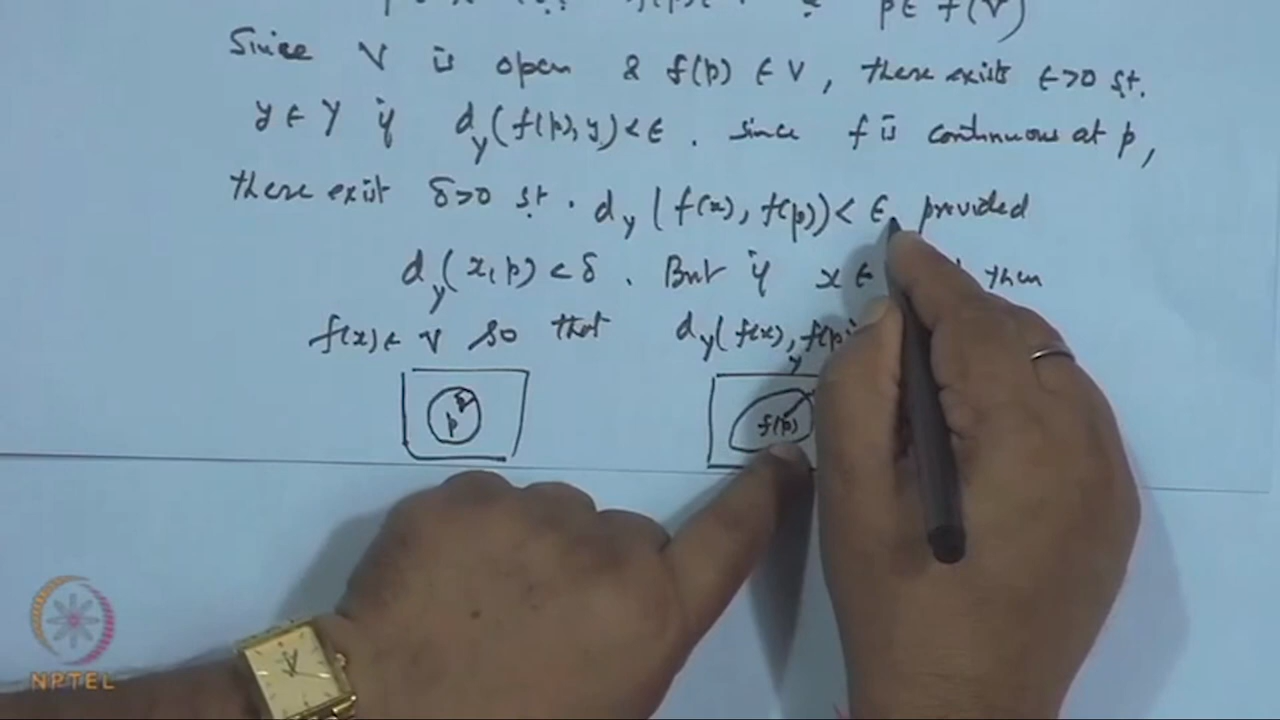 p ∈ f(V)
Since V is open & f(p) ∈ V, there exists ε>0 st.
y ∈ Y if d_y(f(p), y) < ε. Since f is continuous at p,
there exist δ>0 st. d_y(f(x), f(p)) < ε provided
d_y(x, p) < δ. But if x ∈ then
f(x) ∈ V so that d_y(f(x), f(p)
p δ
f(p)
NPTEL